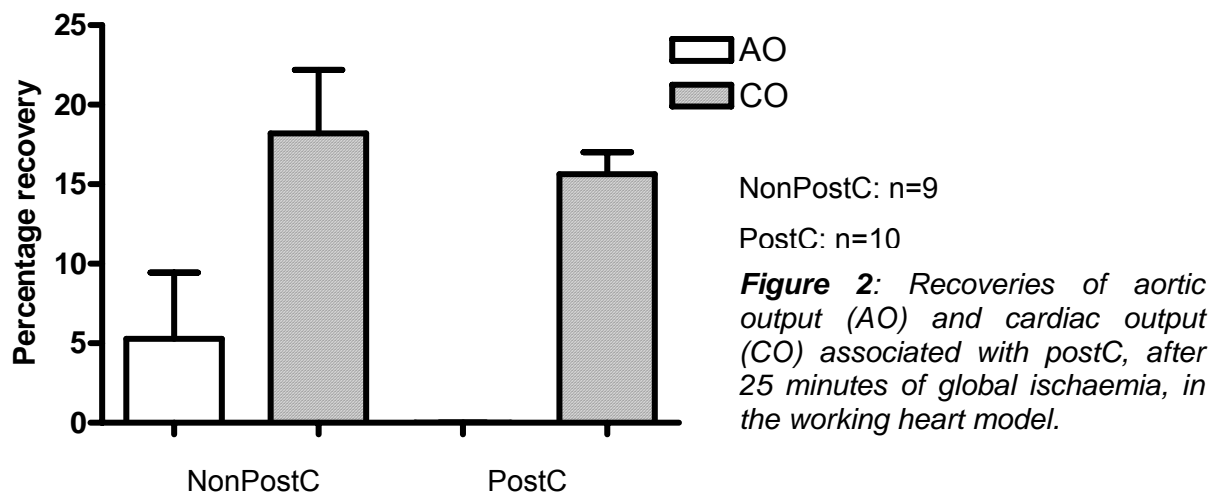 25
20
15
10
5
0
Percentage recovery
NonPostC
PostC
AO
CO
NonPostC: n=9
PostC: n=10
Figure 2: Recoveries of aortic
output (AO) and cardiac output
(CO) associated with postC, after
25 minutes of global ischaemia, in
the working heart model.